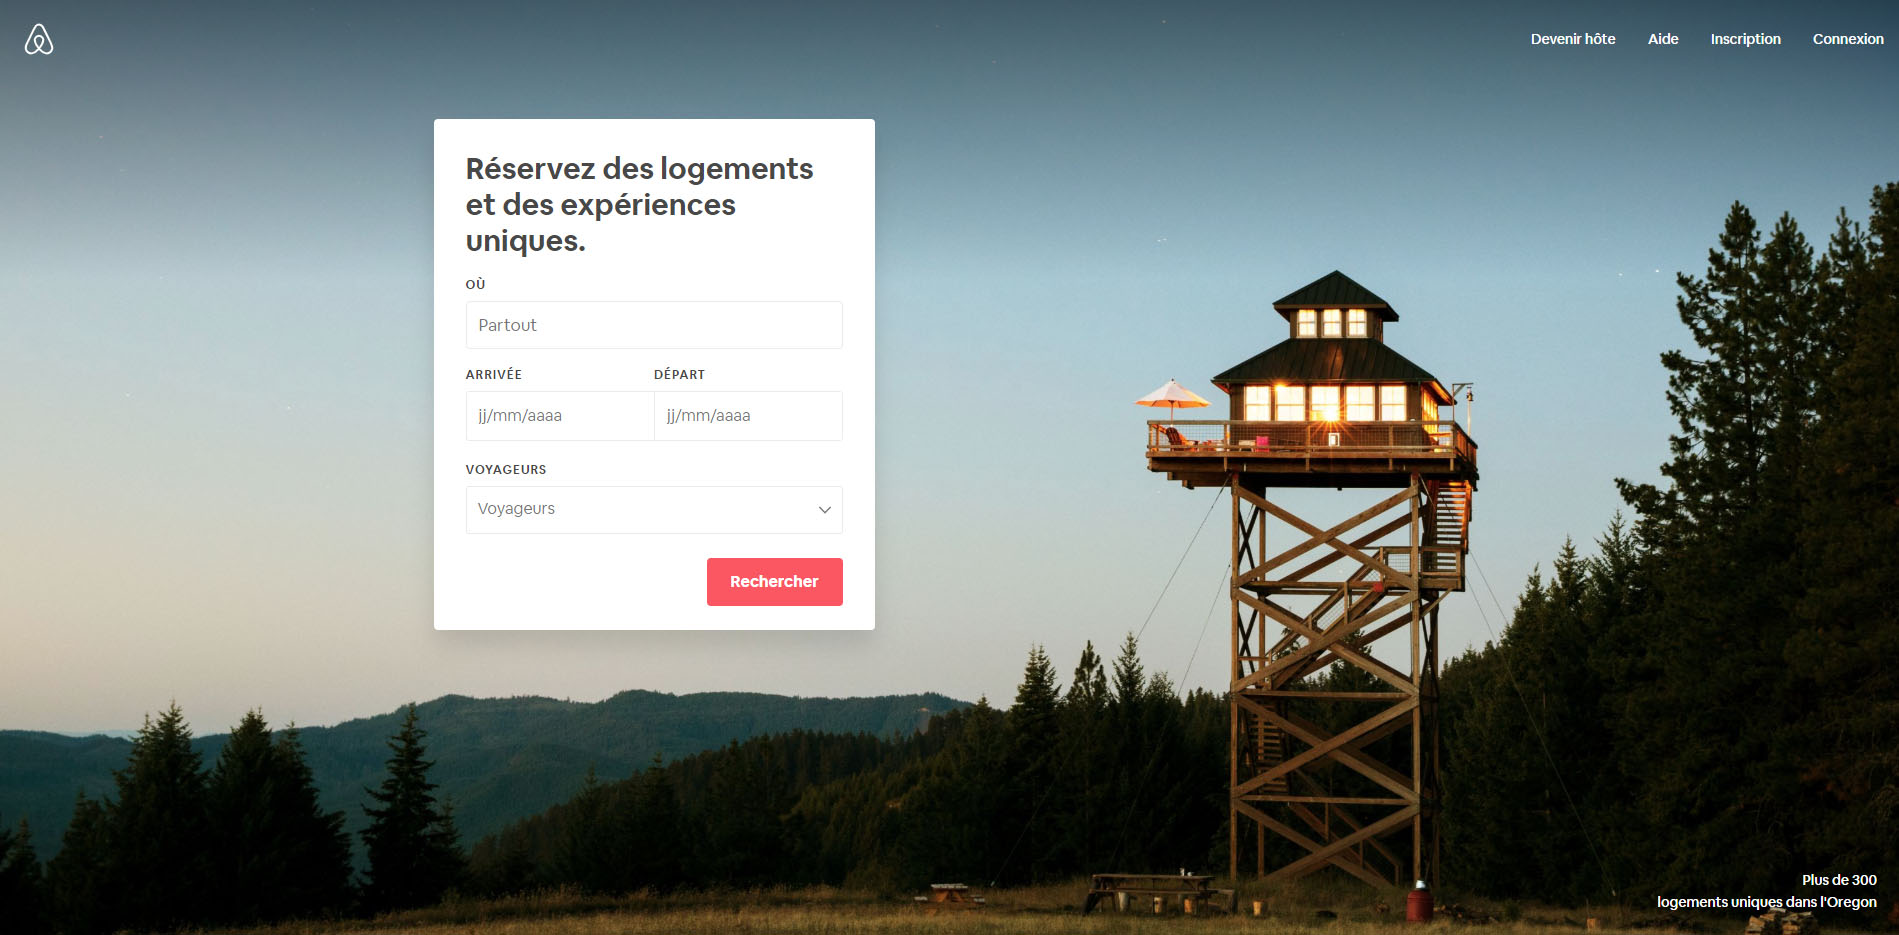 Devenir hôte Aide Inscription Connexion
Réservez des logements
et des expériences
uniques.
OÙ
Partout
ARRIVÉE DÉPART
jj/mm/aaaa jj/mm/aaaa
VOYAGEURS
Voyageurs
Rechercher
Plus de 300
logements uniques dans l'Oregon